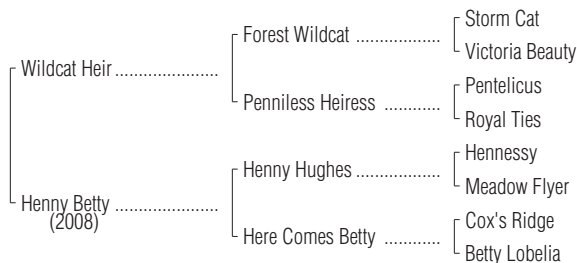 Storm Cat
Forest Wildcat ..................
Victoria Beauty
Wildcat Heir ......................
Pentelicus
Penniless Heiress ............
Royal Ties
Hennessy
Henny Hughes ..................
Meadow Flyer
Henny Betty ......................
(2008)
Cox's Ridge
Here Comes Betty ............
Betty Lobelia